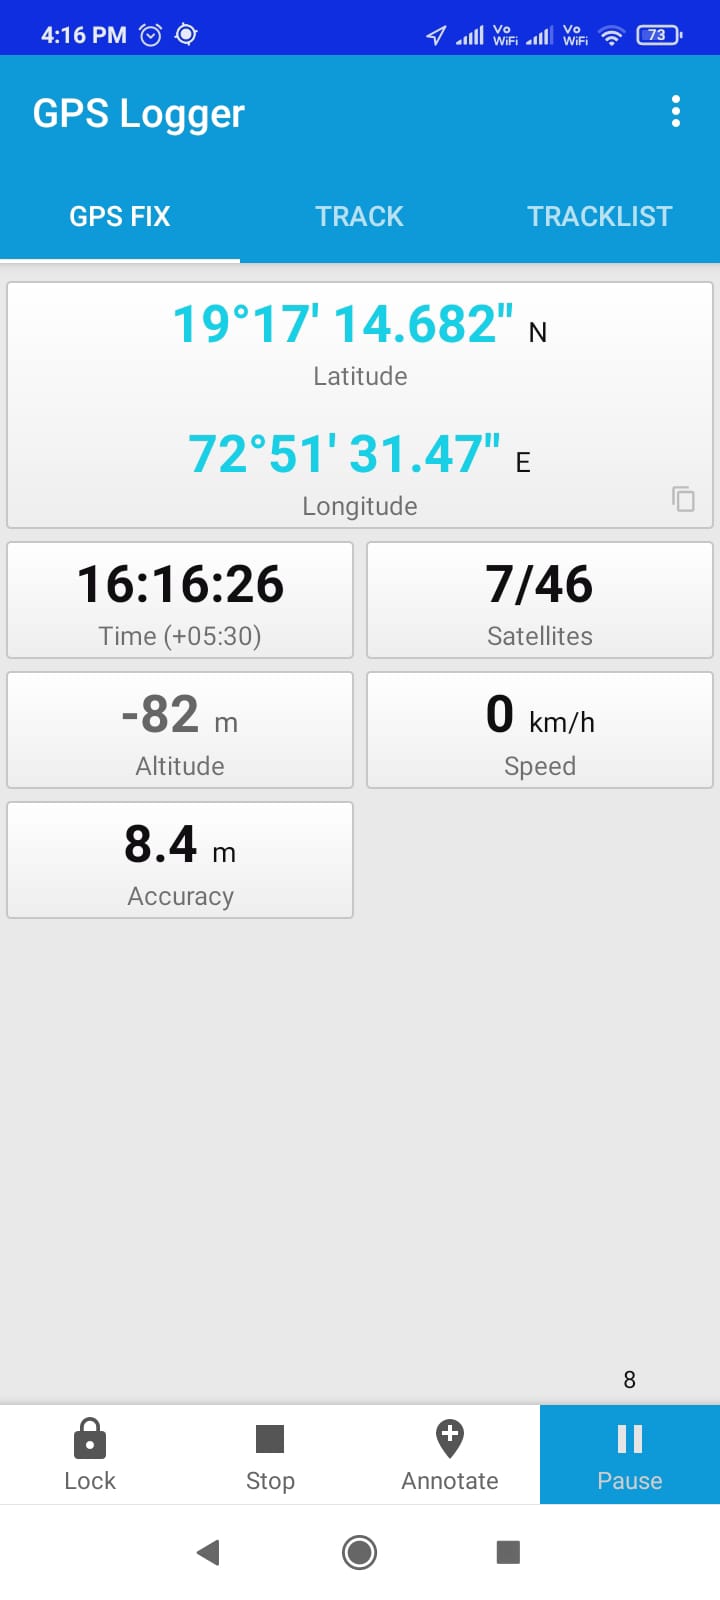 4:16 PM Vo WiFi Vo WiFi 73
GPS Logger
GPS FIX TRACK TRACKLIST
19°17' 14.682" N
Latitude
72°51' 31.47" E
Longitude
16:16:26 7/46
Time (+05:30) Satellites
-82 m 0 km/h
Altitude Speed
8.4 m
Accuracy
8
Lock Stop Annotate Pause